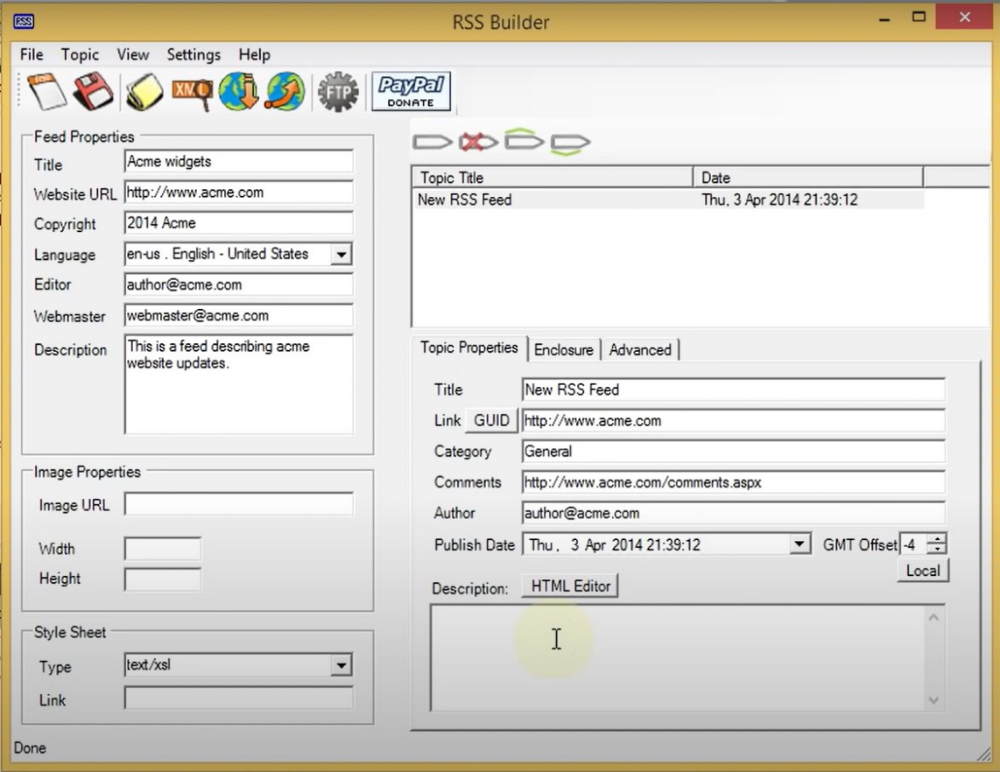 RSS
RSS Builder
File Topic View Settings Help
XML
FTP
PayPal
DONATE
Feed Properties
Title Acme widgets
Website URL http://www.acme.com
Copyright 2014 Acme
Language en-us . English - United States
Editor author@acme.com
Webmaster webmaster@acme.com
Description This is a feed describing acme
website updates.
Image Properties
Image URL
Width
Height
Style Sheet
Type text/xsl
Link
Topic Title Date
New RSS Feed Thu, 3 Apr 2014 21:39:12
Topic Properties Enclosure Advanced
Title New RSS Feed
Link GUID http://www.acme.com
Category General
Comments http://www.acme.com/comments.aspx
Author author@acme.com
Publish Date Thu , 3 Apr 2014 21:39:12 GMT Offset -4
Local
Description: HTML Editor
Done